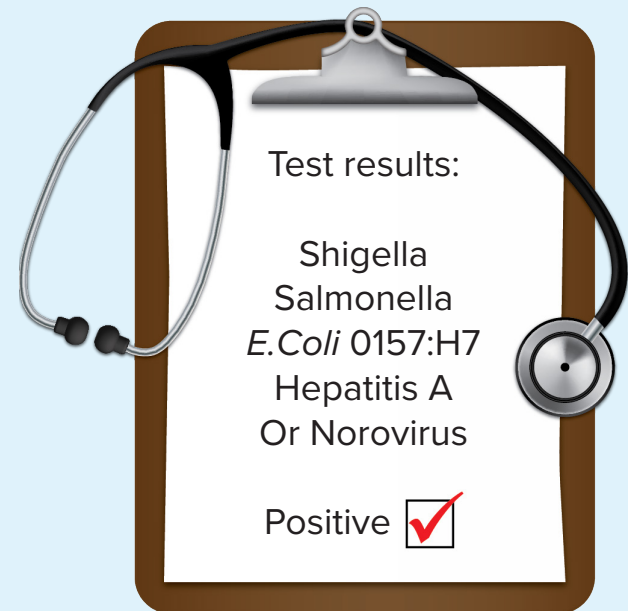 Test results:
Shigella
Salmonella
E.Coli 0157:H7
Hepatitis A
Or Norovirus
Positive